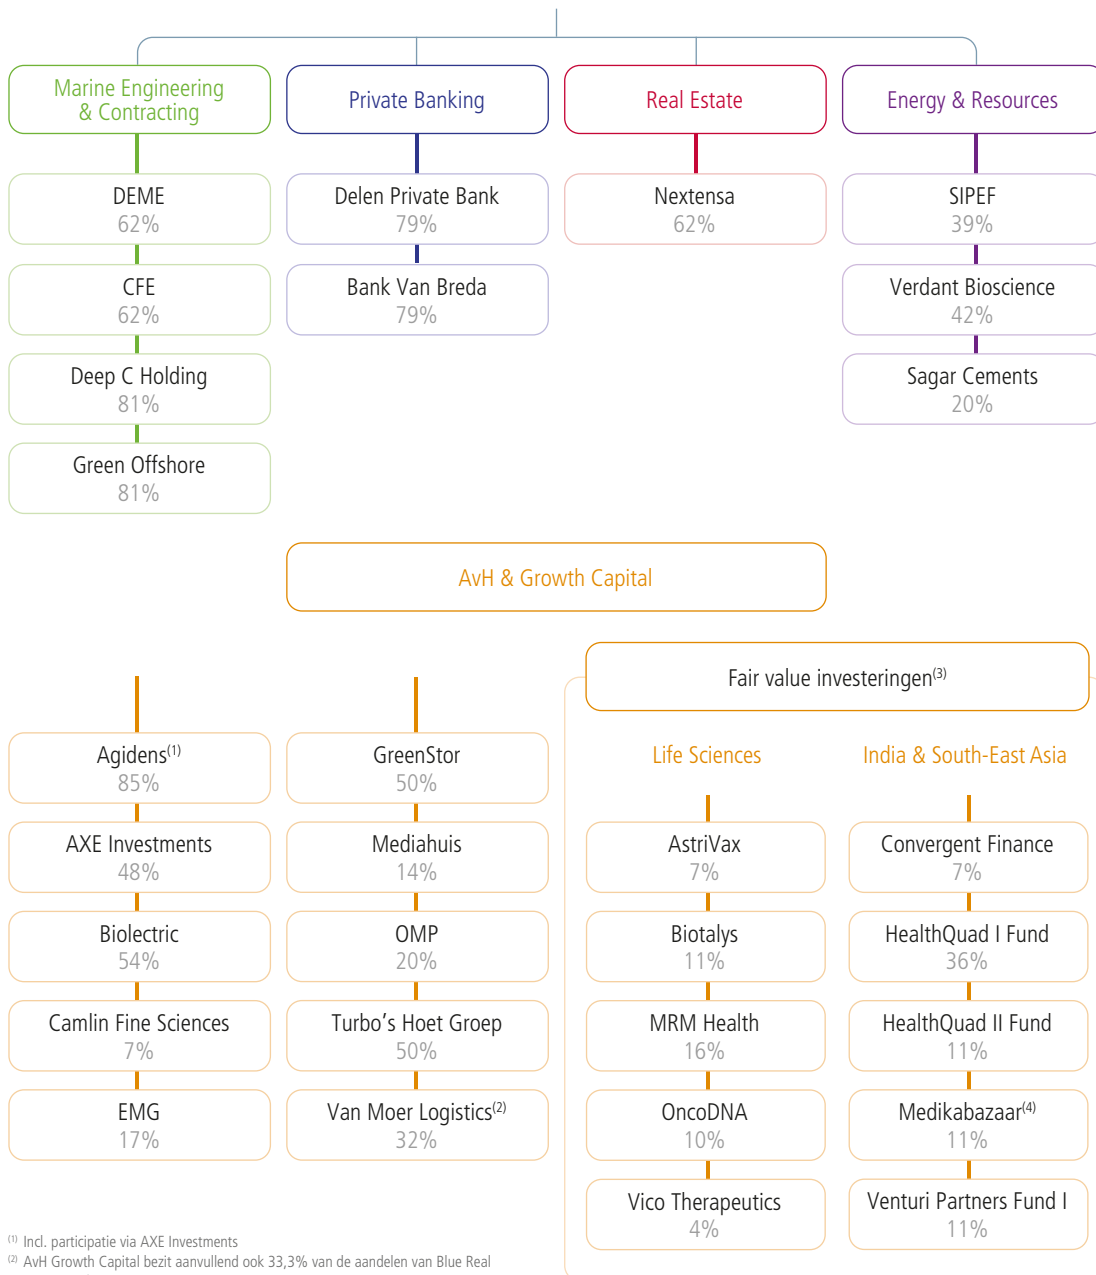 Marine Engineering
& Contracting
DEME
62%
CFE
62%
Deep C Holding
81%
Green Offshore
81%
Private Banking
Delen Private Bank
79%
Bank Van Breda
79%
Real Estate
Nextensa
62%
Energy & Resources
SIPEF
39%
Verdant Bioscience
42%
Sagar Cements
20%
AvH & Growth Capital
Agidens(1)
85%
AXE Investments
48%
Biolectric
54%
Camlin Fine Sciences
7%
EMG
17%
GreenStor
50%
Mediahuis
14%
OMP
20%
Turbo’s Hoet Groep
50%
Van Moer Logistics(2)
32%
Fair value investeringen(3)
Life Sciences
AstriVax
7%
Biotalys
11%
MRM Health
16%
OncoDNA
10%
Vico Therapeutics
4%
India & South-East Asia
Convergent Finance
7%
HealthQuad I Fund
36%
HealthQuad II Fund
11%
Medikabazaar(4)
11%
Venturi Partners Fund I
11%
(1) Incl. participatie via AXE Investments
(2) AvH Growth Capital bezit aanvullend ook 33,3% van de aandelen van Blue Real